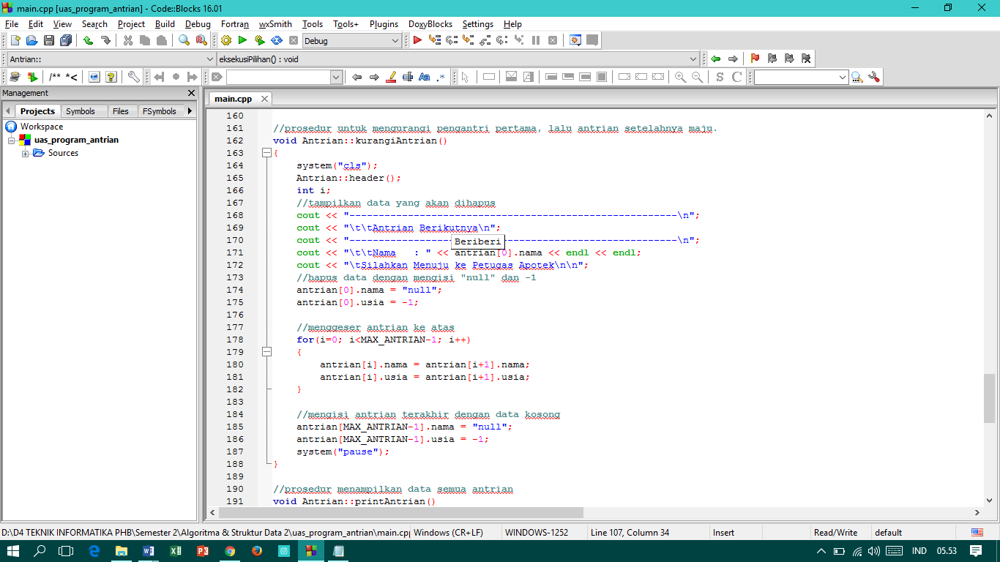 main.cpp [uas_program_antrian] - Code::Blocks 16.01
File Edit View Search Project Build Debug Fortran wxSmith Tools Tools+ Plugins DoxyBlocks Settings Help
Debug
Antrian:: eksekusiPilihan() : void
/** *<
Management
main.cpp
Projects Symbols Files FSymbols
Workspace
uas_program_antrian
Sources
160
161 //prosedur untuk mengurangi pengantri pertama, lalu antrian setelahnya maju.
162 void Antrian::kurangiAntrian()
163 {
164 system("cls");
165 Antrian::header();
166 int i;
167 //tampilkan data yang akan dihapus
168 cout << "--------------------------------------------------------\n";
169 cout << "\t\tAntrian Berikutnya\n";
170 cout << "--------------------------------------------------------\n";
Beriberi
171 cout << "\t\tNama   : " << antrian[0].nama << endl << endl;
172 cout << "\tSilahkan Menuju ke Petugas Apotek\n\n";
173 //hapus data dengan mengisi "null" dan -1
174 antrian[0].nama = "null";
175 antrian[0].usia = -1;
176
177 //menggeser antrian ke atas
178 for(i=0; i<MAX_ANTRIAN-1; i++)
179 {
180 antrian[i].nama = antrian[i+1].nama;
181 antrian[i].usia = antrian[i+1].usia;
182 }
183
184 //mengisi antrian terakhir dengan data kosong
185 antrian[MAX_ANTRIAN-1].nama = "null";
186 antrian[MAX_ANTRIAN-1].usia = -1;
187 system("pause");
188 }
189
190 //prosedur menampilkan data semua antrian
191 void Antrian::printAntrian()
D:\D4 TEKNIK INFORMATIKA PHB\Semester 2\Algoritma & Struktur Data 2\uas_program_antrian\main.cpp Windows (CR+LF) WINDOWS-1252 Line 107, Column 34 Insert Read/Write default
IND 05.53